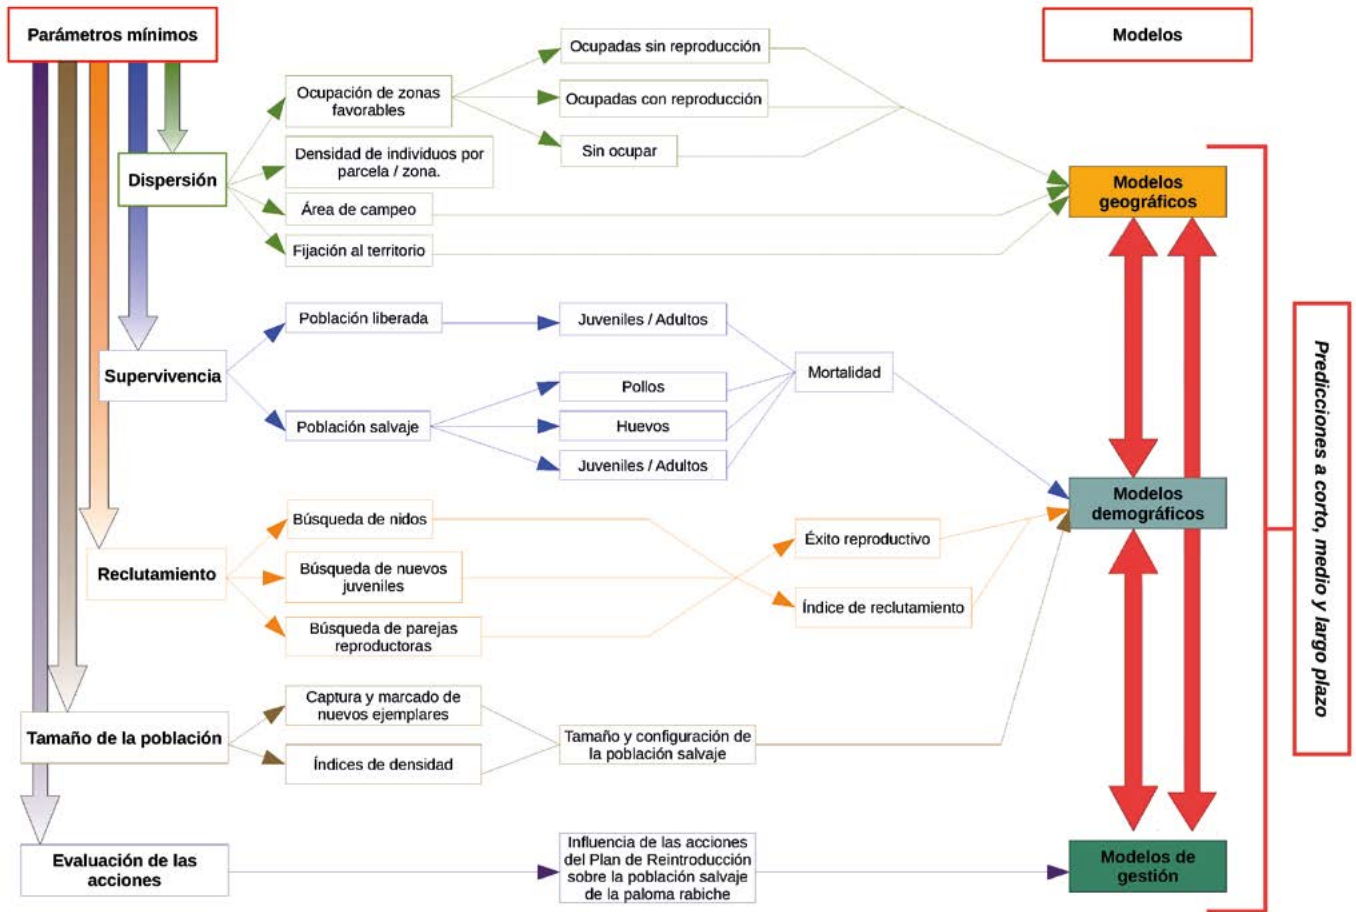 Parámetros mínimos
Modelos
Ocupadas sin reproducción
Ocupación de zonas
favorables
Ocupadas con reproducción
Sin ocupar
Dispersión
Densidad de individuos por
parcela / zona.
Área de campeo
Fijación al territorio
Modelos
geográficos
Supervivencia
Población liberada
Juveniles / Adultos
Población salvaje
Pollos
Huevos
Juveniles / Adultos
Mortalidad
Modelos
demográficos
Reclutamiento
Búsqueda de nidos
Búsqueda de nuevos
juveniles
Búsqueda de parejas
reproductoras
Éxito reproductivo
Índice de reclutamiento
Tamaño de la población
Captura y marcado de
nuevos ejemplares
Índices de densidad
Tamaño y configuración de
la población salvaje
Evaluación de las
acciones
Influencia de las acciones
del Plan de Reintroducción
sobre la población salvaje
de la paloma rabiche
Modelos de
gestión
Predicciones a corto, medio y largo plazo